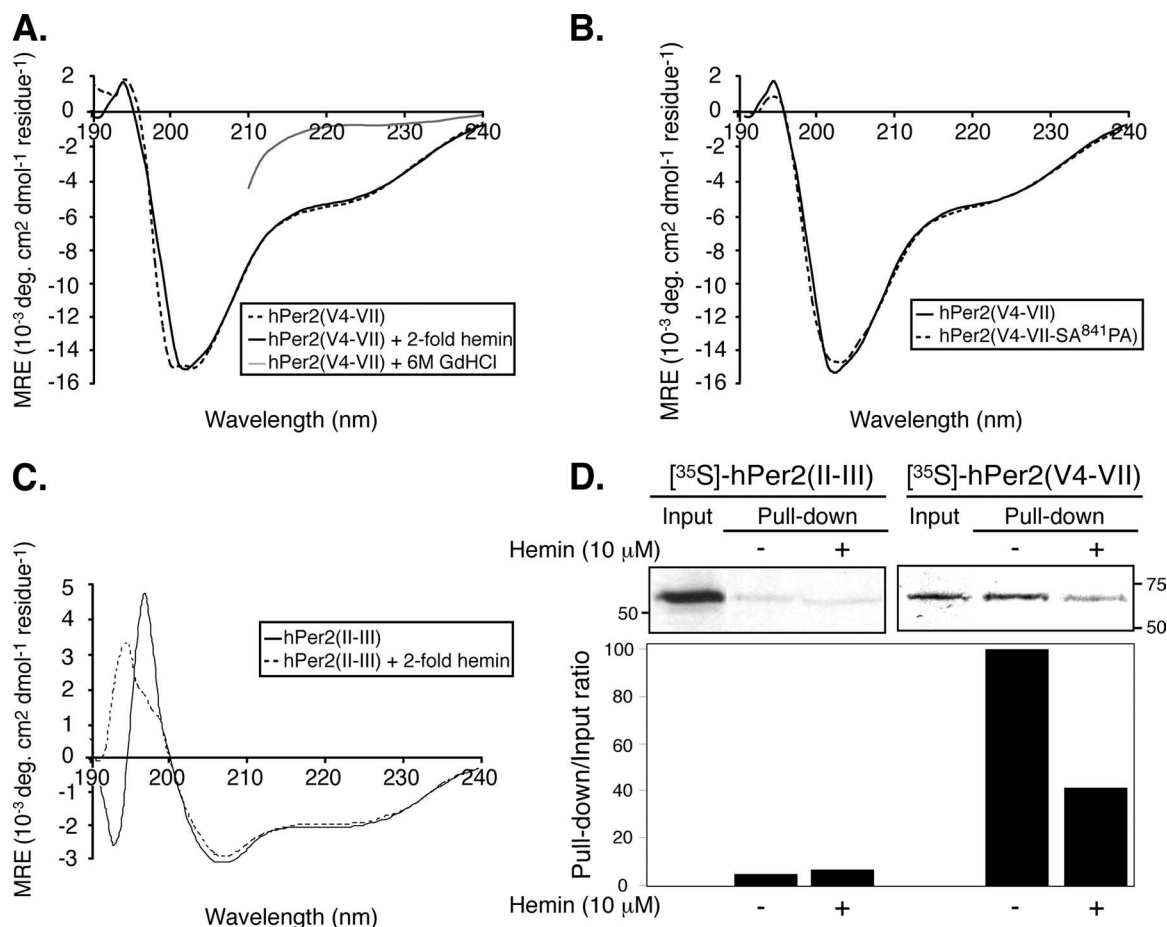 A.
2
0
190 200 210 220 230 240
-2
-4
-6
-8
-10
-12
-14
-16
MRE (10⁻³ deg. cm2 dmol⁻¹ residue⁻¹)
hPer2(V4-VII)
hPer2(V4-VII) + 2-fold hemin
hPer2(V4-VII) + 6M GdHCl
Wavelength (nm)
B.
2
0
190 200 210 220 230 240
-2
-4
-6
-8
-10
-12
-14
-16
MRE (10⁻³ deg. cm2 dmol⁻¹ residue⁻¹)
hPer2(V4-VII)
hPer2(V4-VII-SA⁸⁴¹PA)
Wavelength (nm)
C.
5
4
3
2
1
0
190 200 210 220 230 240
-1
-2
-3
MRE (10⁻³ deg. cm2 dmol⁻¹ residue⁻¹)
hPer2(II-III)
hPer2(II-III) + 2-fold hemin
Wavelength (nm)
D.
[³⁵S]-hPer2(II-III) [³⁵S]-hPer2(V4-VII)
Input Pull-down Input Pull-down
Hemin (10 µM) - + - +
50
75
50
100
80
60
40
20
0
Pull-down/Input ratio
Hemin (10 µM) - + - +